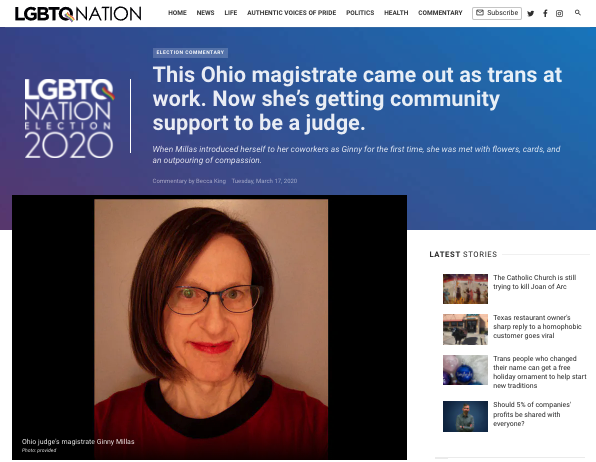 LGBTQNATION
HOME NEWS LIFE AUTHENTIC VOICES OF PRIDE POLITICS HEALTH COMMENTARY Subscribe
ELECTION COMMENTARY
This Ohio magistrate came out as trans at
work. Now she's getting community
support to be a judge.
LGBTQ
NATION
ELECTION
2020
When Millas introduced herself to her coworkers as Ginny for the first time, she was met with flowers, cards, and
an outpouring of compassion.
Commentary by Becca King Tuesday, March 17, 2020
Ohio judge's magistrate Ginny Millas
Photo: provided
LATEST STORIES
The Catholic Church is still
trying to kill Joan of Arc
Texas restaurant owner's
sharp reply to a homophobic
customer goes viral
Trans people who changed
their name can get a free
holiday ornament to help start
new traditions
Should 5% of companies'
profits be shared with
everyone?